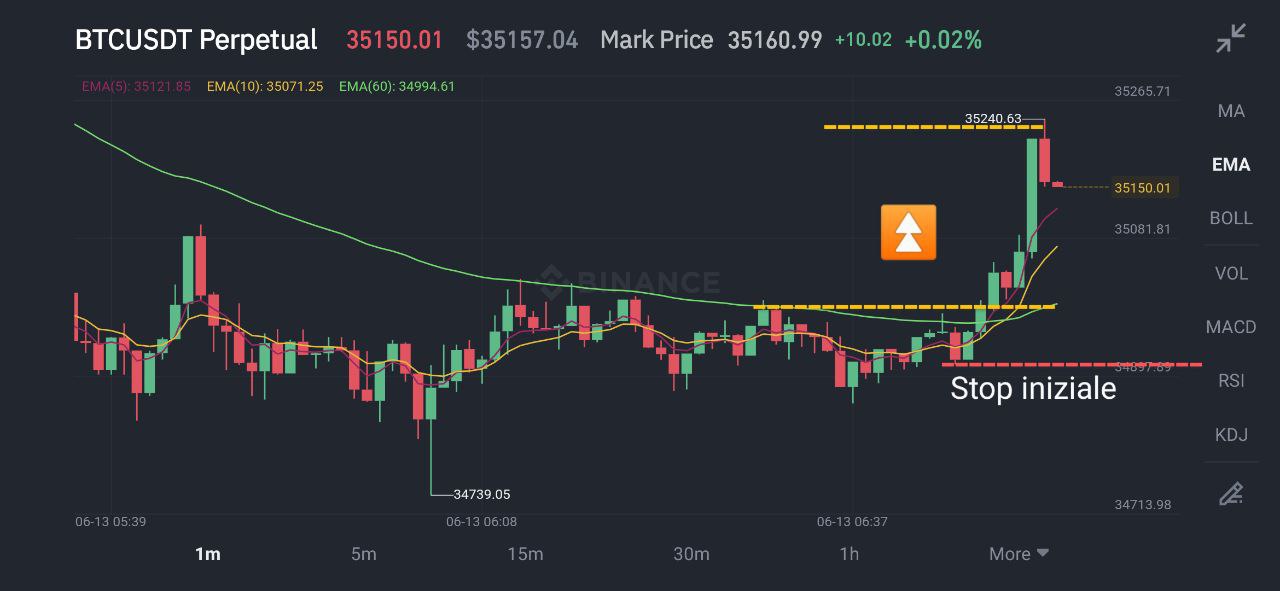 BTCUSDT Perpetual 35150.01 $35157.04 Mark Price 35160.99 +10.02 +0.02%
EMA(5): 35121.85 EMA(10): 35071.25 EMA(60): 34994.61
35265.71
MA
35240.63
EMA
35150.01
BOLL
35081.81
VOL
BINANCE
MACD
34897.89
RSI
Stop iniziale
KDJ
34739.05
34713.98
06-13 05:39 06-13 06:08 06-13 06:37
1m 5m 15m 30m 1h More